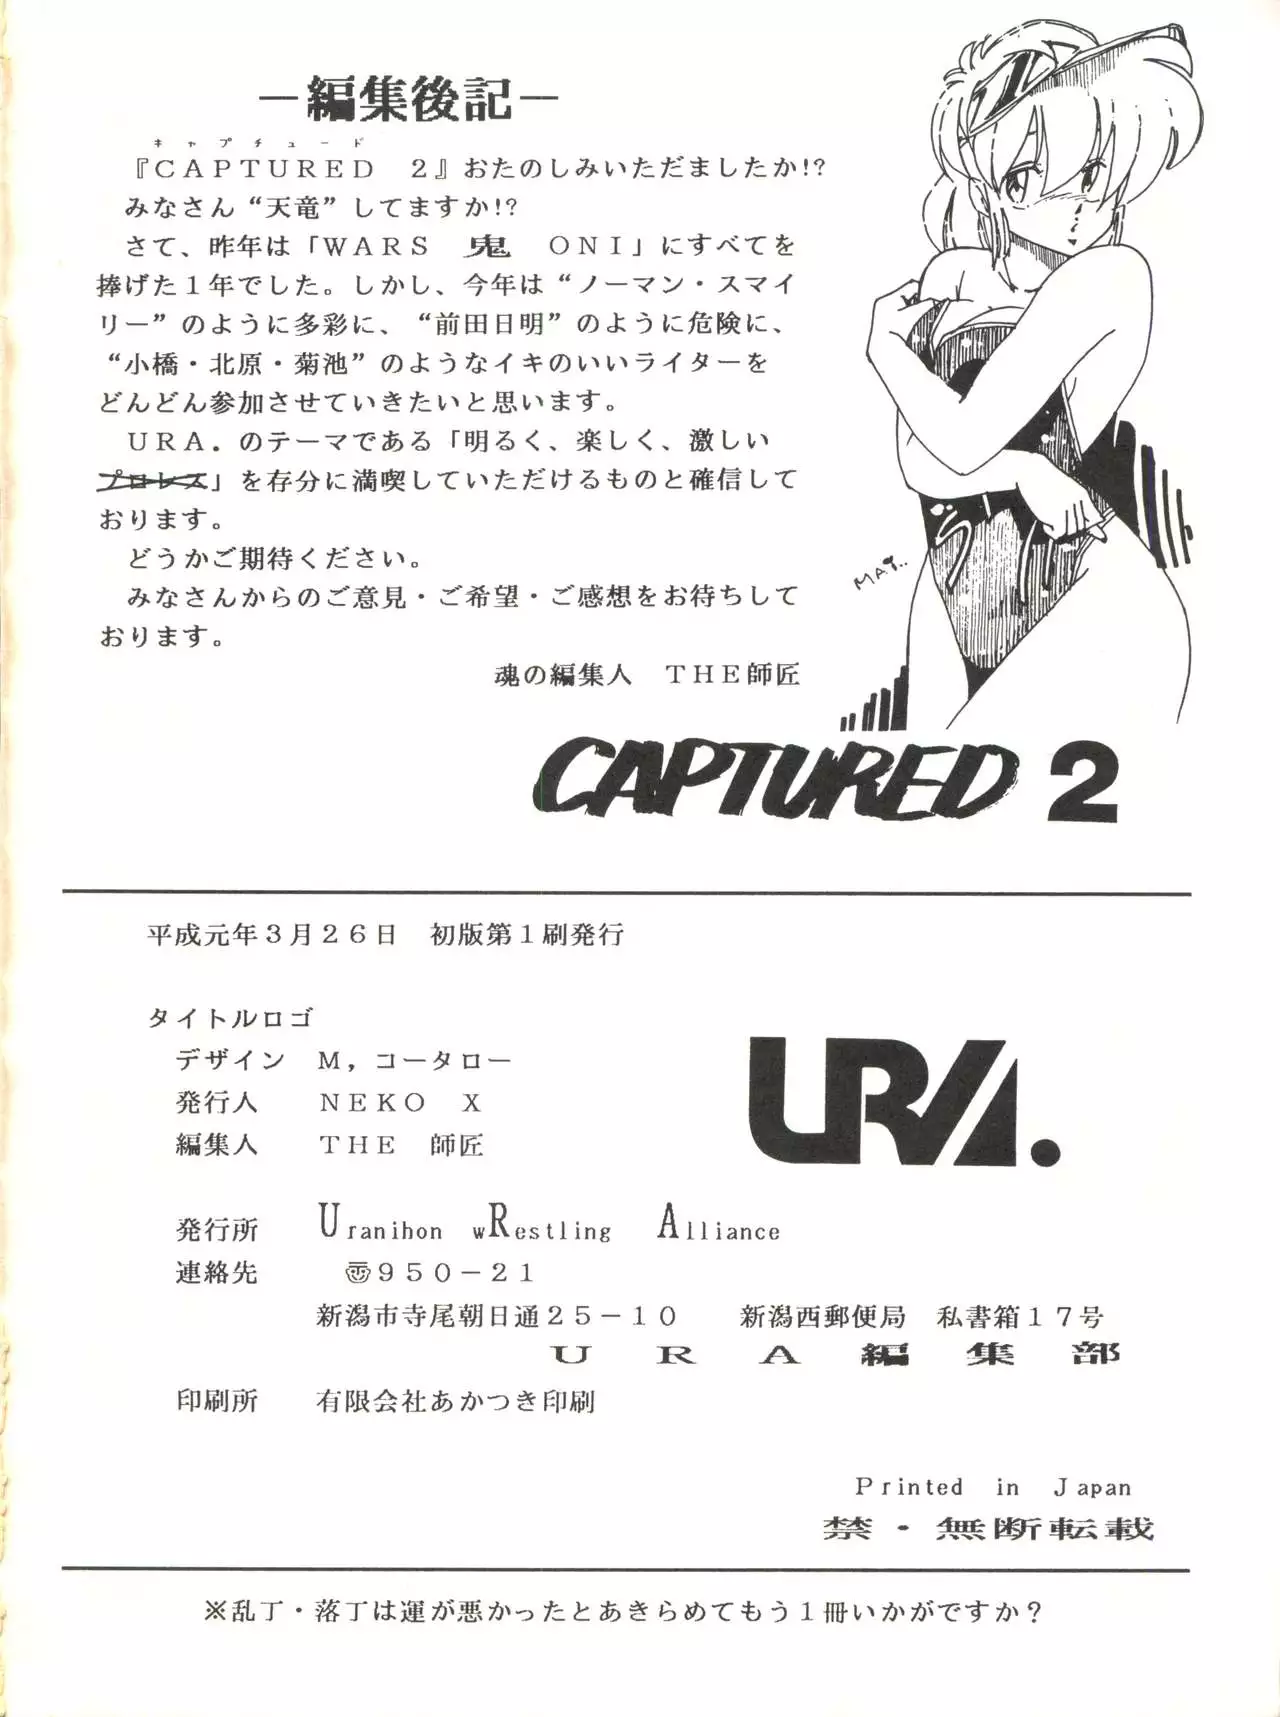 －編集後記－
キャプチュード
『ＣＡＰＴＵＲＥＤ　２』おたのしみいただましたか!?
みなさん“天竜”してますか!?
さて、昨年は「ＷＡＲＳ　鬼　ＯＮＩ」にすべてを
捧げた１年でした。しかし、今年は“ノーマン・スマイ
リー”のように多彩に、“前田日明”のように危険に、
“小橋・北原・菊池”のようなイキのいいライターを
どんどん参加させていきたいと思います。
ＵＲＡ．のテーマである「明るく、楽しく、激しい
プロレス」を存分に満喫していただけるものと確信して
おります。
どうかご期待ください。
みなさんからのご意見・ご希望・ご感想をお待ちして
おります。
魂の編集人　ＴＨＥ師匠
MAI..
CAPTURED 2
平成元年３月２６日　初版第１刷発行
タイトルロゴ
デザイン　Ｍ，コータロー
発行人　ＮＥＫＯ　Ｘ
編集人　ＴＨＥ　師匠
URA.
発行所　Uranihon wRestling Alliance
連絡先　〠９５０－２１
新潟市寺尾朝日通２５－１０　新潟西郵便局　私書箱１７号
ＵＲＡ編集部
印刷所　有限会社あかつき印刷
Printed in Japan
禁・無断転載
※乱丁・落丁は運が悪かったとあきらめてもう１冊いかがですか？